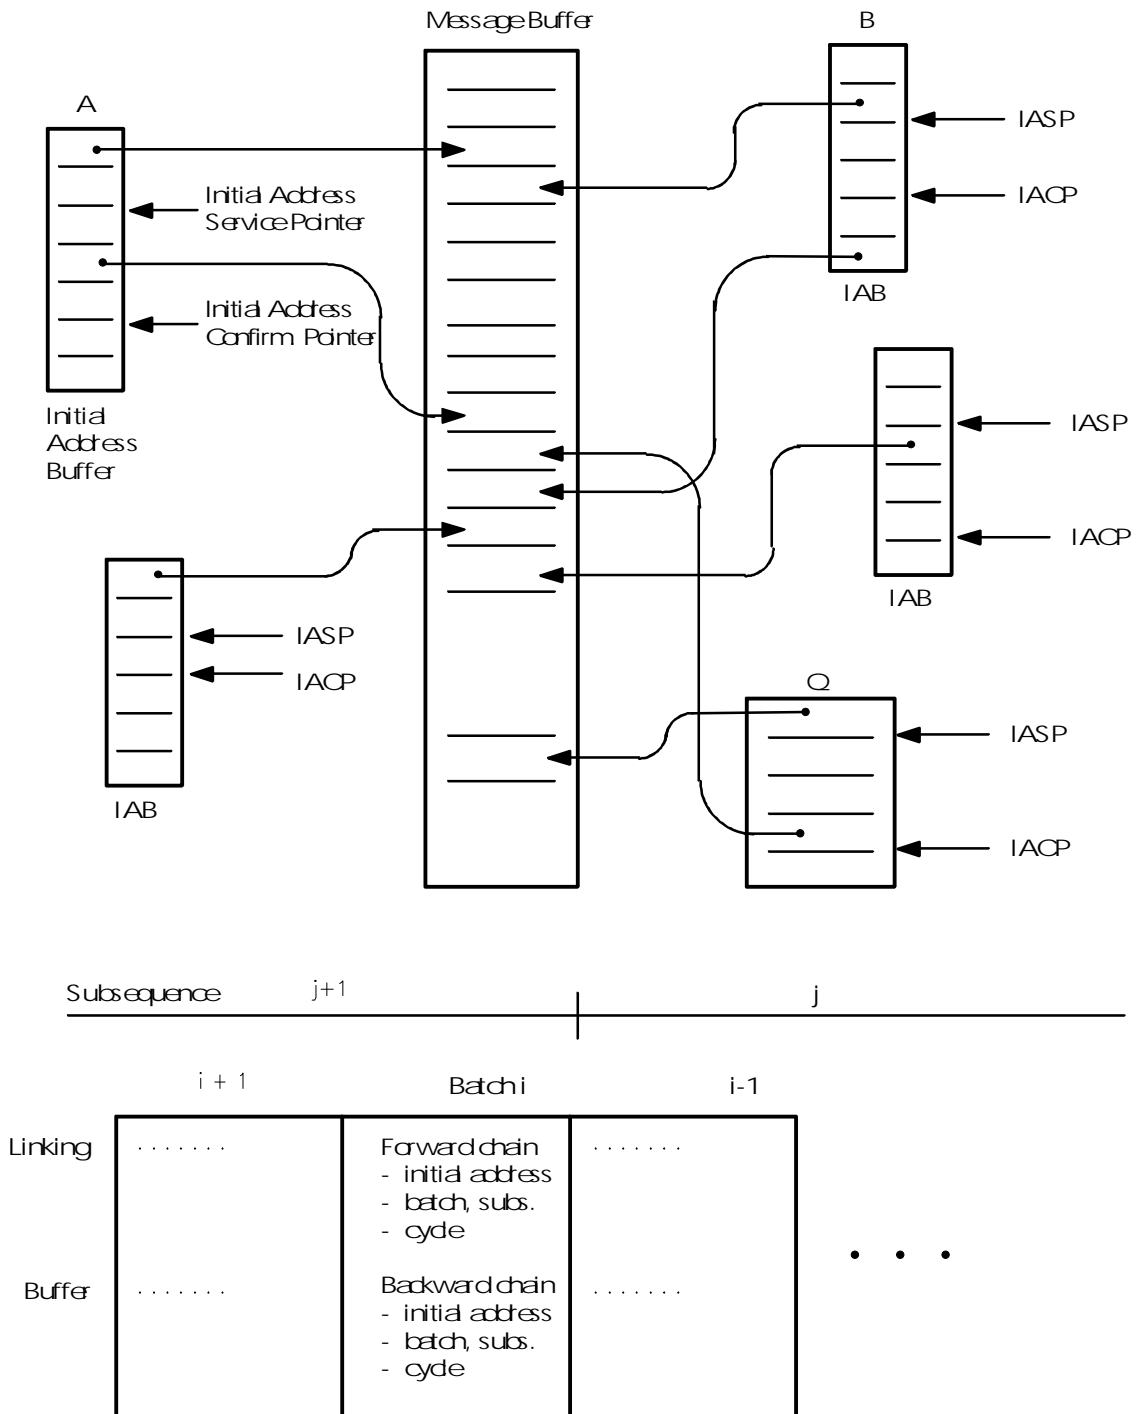 Message Buffer
B
A
IASP
Initial Address
Service Pointer
IACP
IAB
Initial Address
Confirm Pointer
Initial
Address
Buffer
IASP
IACP
IAB
IASP
IACP
IAB
Q
IASP
IACP
Subsequence j+1 j
i + 1 Batch i i-1
Linking ....... Forward chain .......
- initial address
- batch, subs.
- cycle
. . .
Buffer ....... Backward chain .......
- initial address
- batch, subs.
- cycle